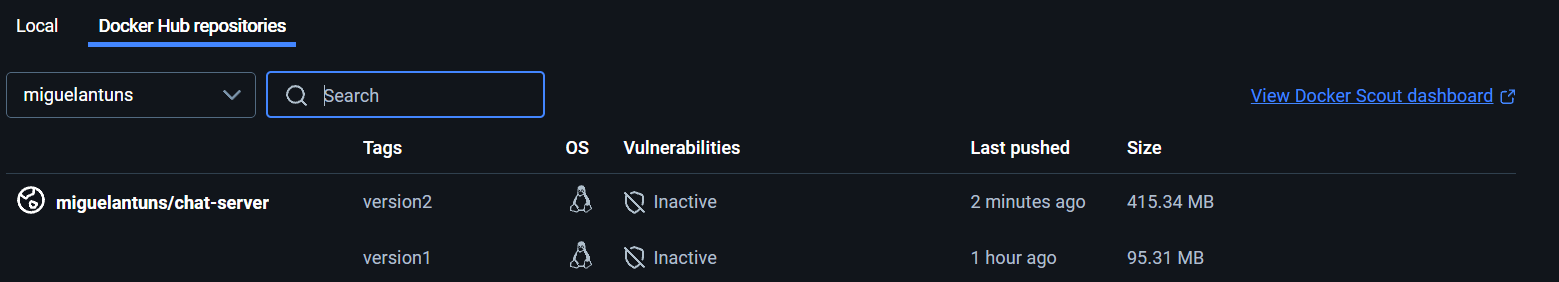 Local Docker Hub repositories
miguelantuns Search View Docker Scout dashboard
Tags OS Vulnerabilities Last pushed Size
miguelantuns/chat-server version2 Inactive 2 minutes ago 415.34 MB
version1 Inactive 1 hour ago 95.31 MB